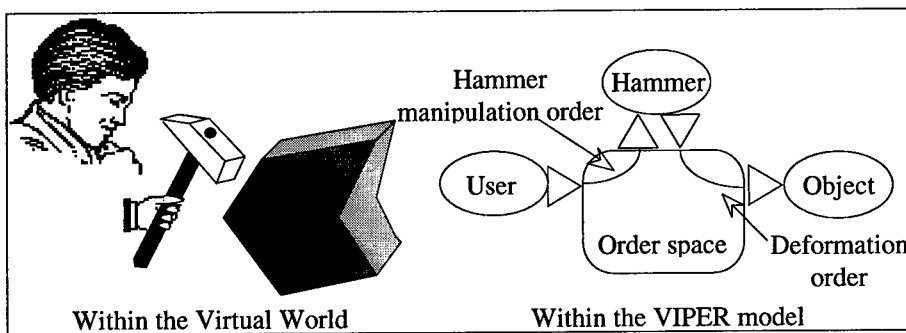 Hammer
manipulation order
Hammer
User
Object
Order space
Deformation
order
Within the Virtual World
Within the VIPER model